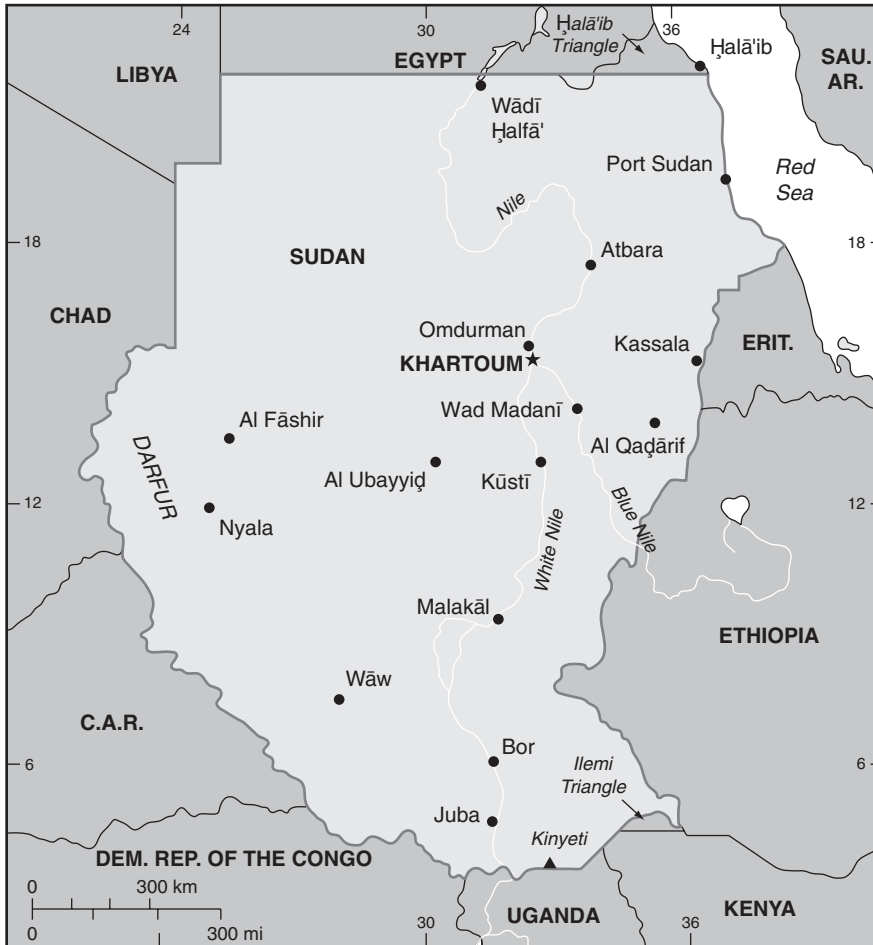 24
30
36
Ḩalā'ib
Triangle
Ḩalā'ib
LIBYA
EGYPT
SAU.
AR.
Wādī
Ḩalfā'
Port Sudan
Red
Sea
Nile
18
18
SUDAN
Atbara
CHAD
Omdurman
KHARTOUM
Kassala
ERIT.
Wad Madanī
Al Fāshir
Al Qaḑārif
DARFUR
Al Ubayyiḑ
Kūstī
12
12
Nyala
Blue Nile
White Nile
Malakāl
ETHIOPIA
Wāw
C.A.R.
Bor
6
6
Ilemi
Triangle
Juba
Kinyeti
DEM. REP. OF THE CONGO
0 300 km
0 300 mi
30
UGANDA
KENYA
36